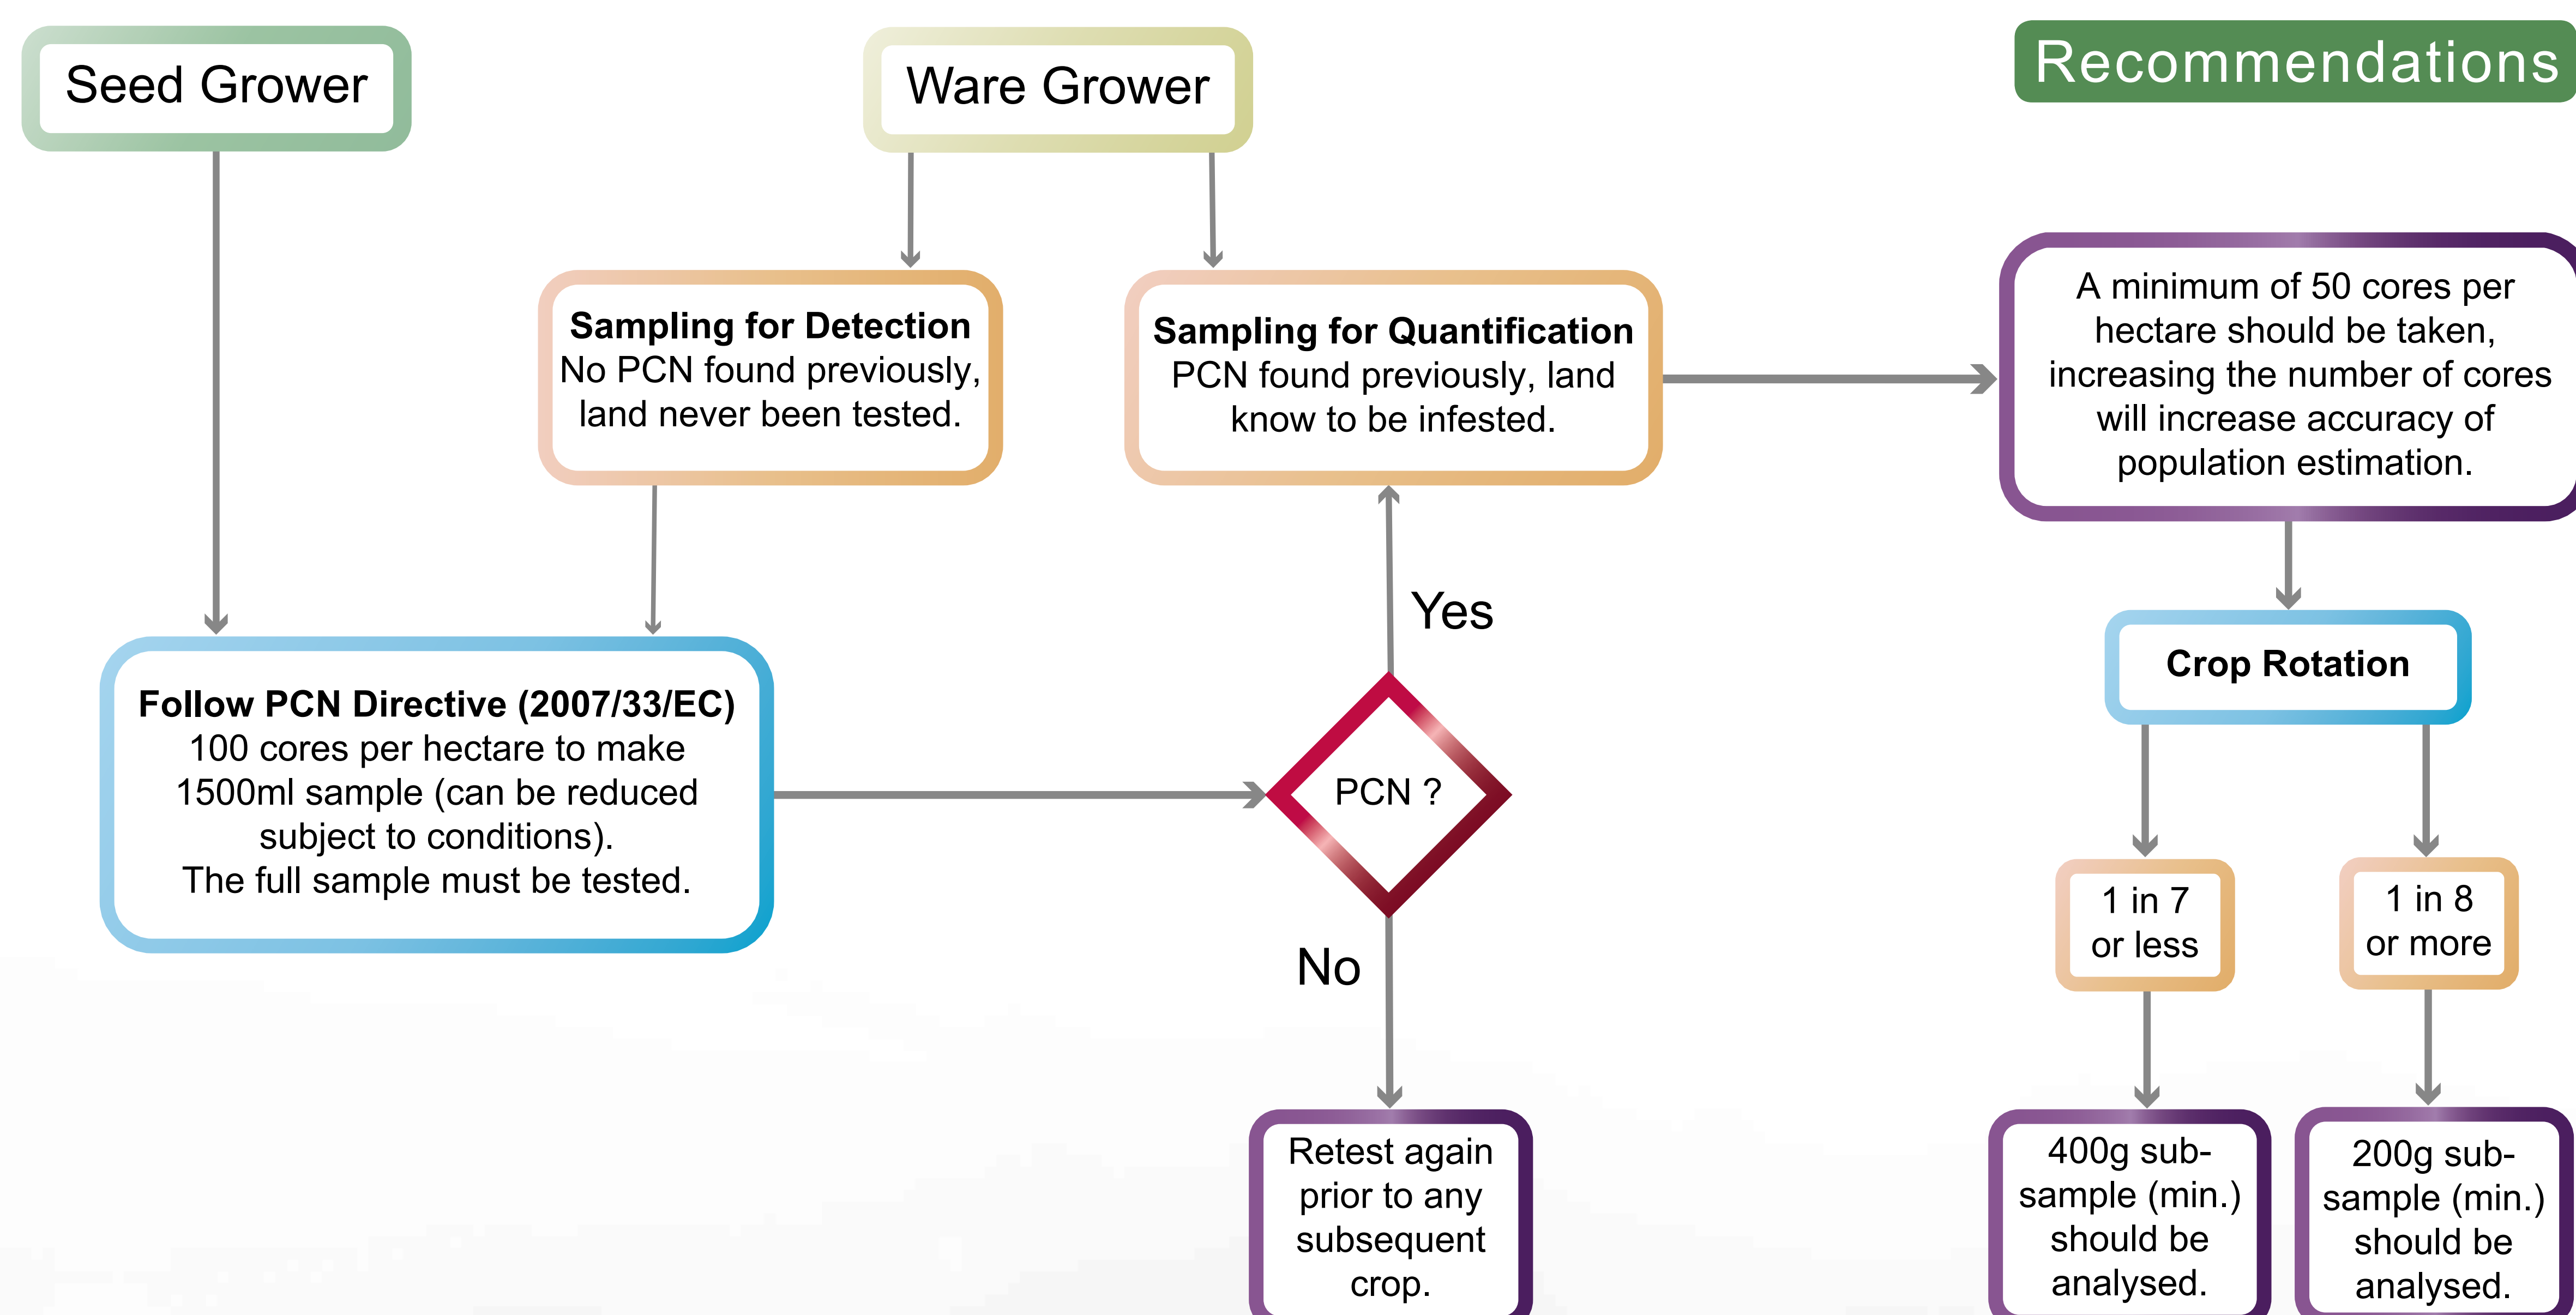 Seed Grower
Ware Grower
Recommendations
Sampling for Detection
No PCN found previously,
land never been tested.
Sampling for Quantification
PCN found previously, land
know to be infested.
A minimum of 50 cores per
hectare should be taken,
increasing the number of cores
will increase accuracy of
population estimation.
Yes
Crop Rotation
Follow PCN Directive (2007/33/EC)
100 cores per hectare to make
1500ml sample (can be reduced
subject to conditions).
The full sample must be tested.
PCN ?
No
1 in 7
or less
1 in 8
or more
Retest again
prior to any
subsequent
crop.
400g sub-
sample (min.)
should be
analysed.
200g sub-
sample (min.)
should be
analysed.